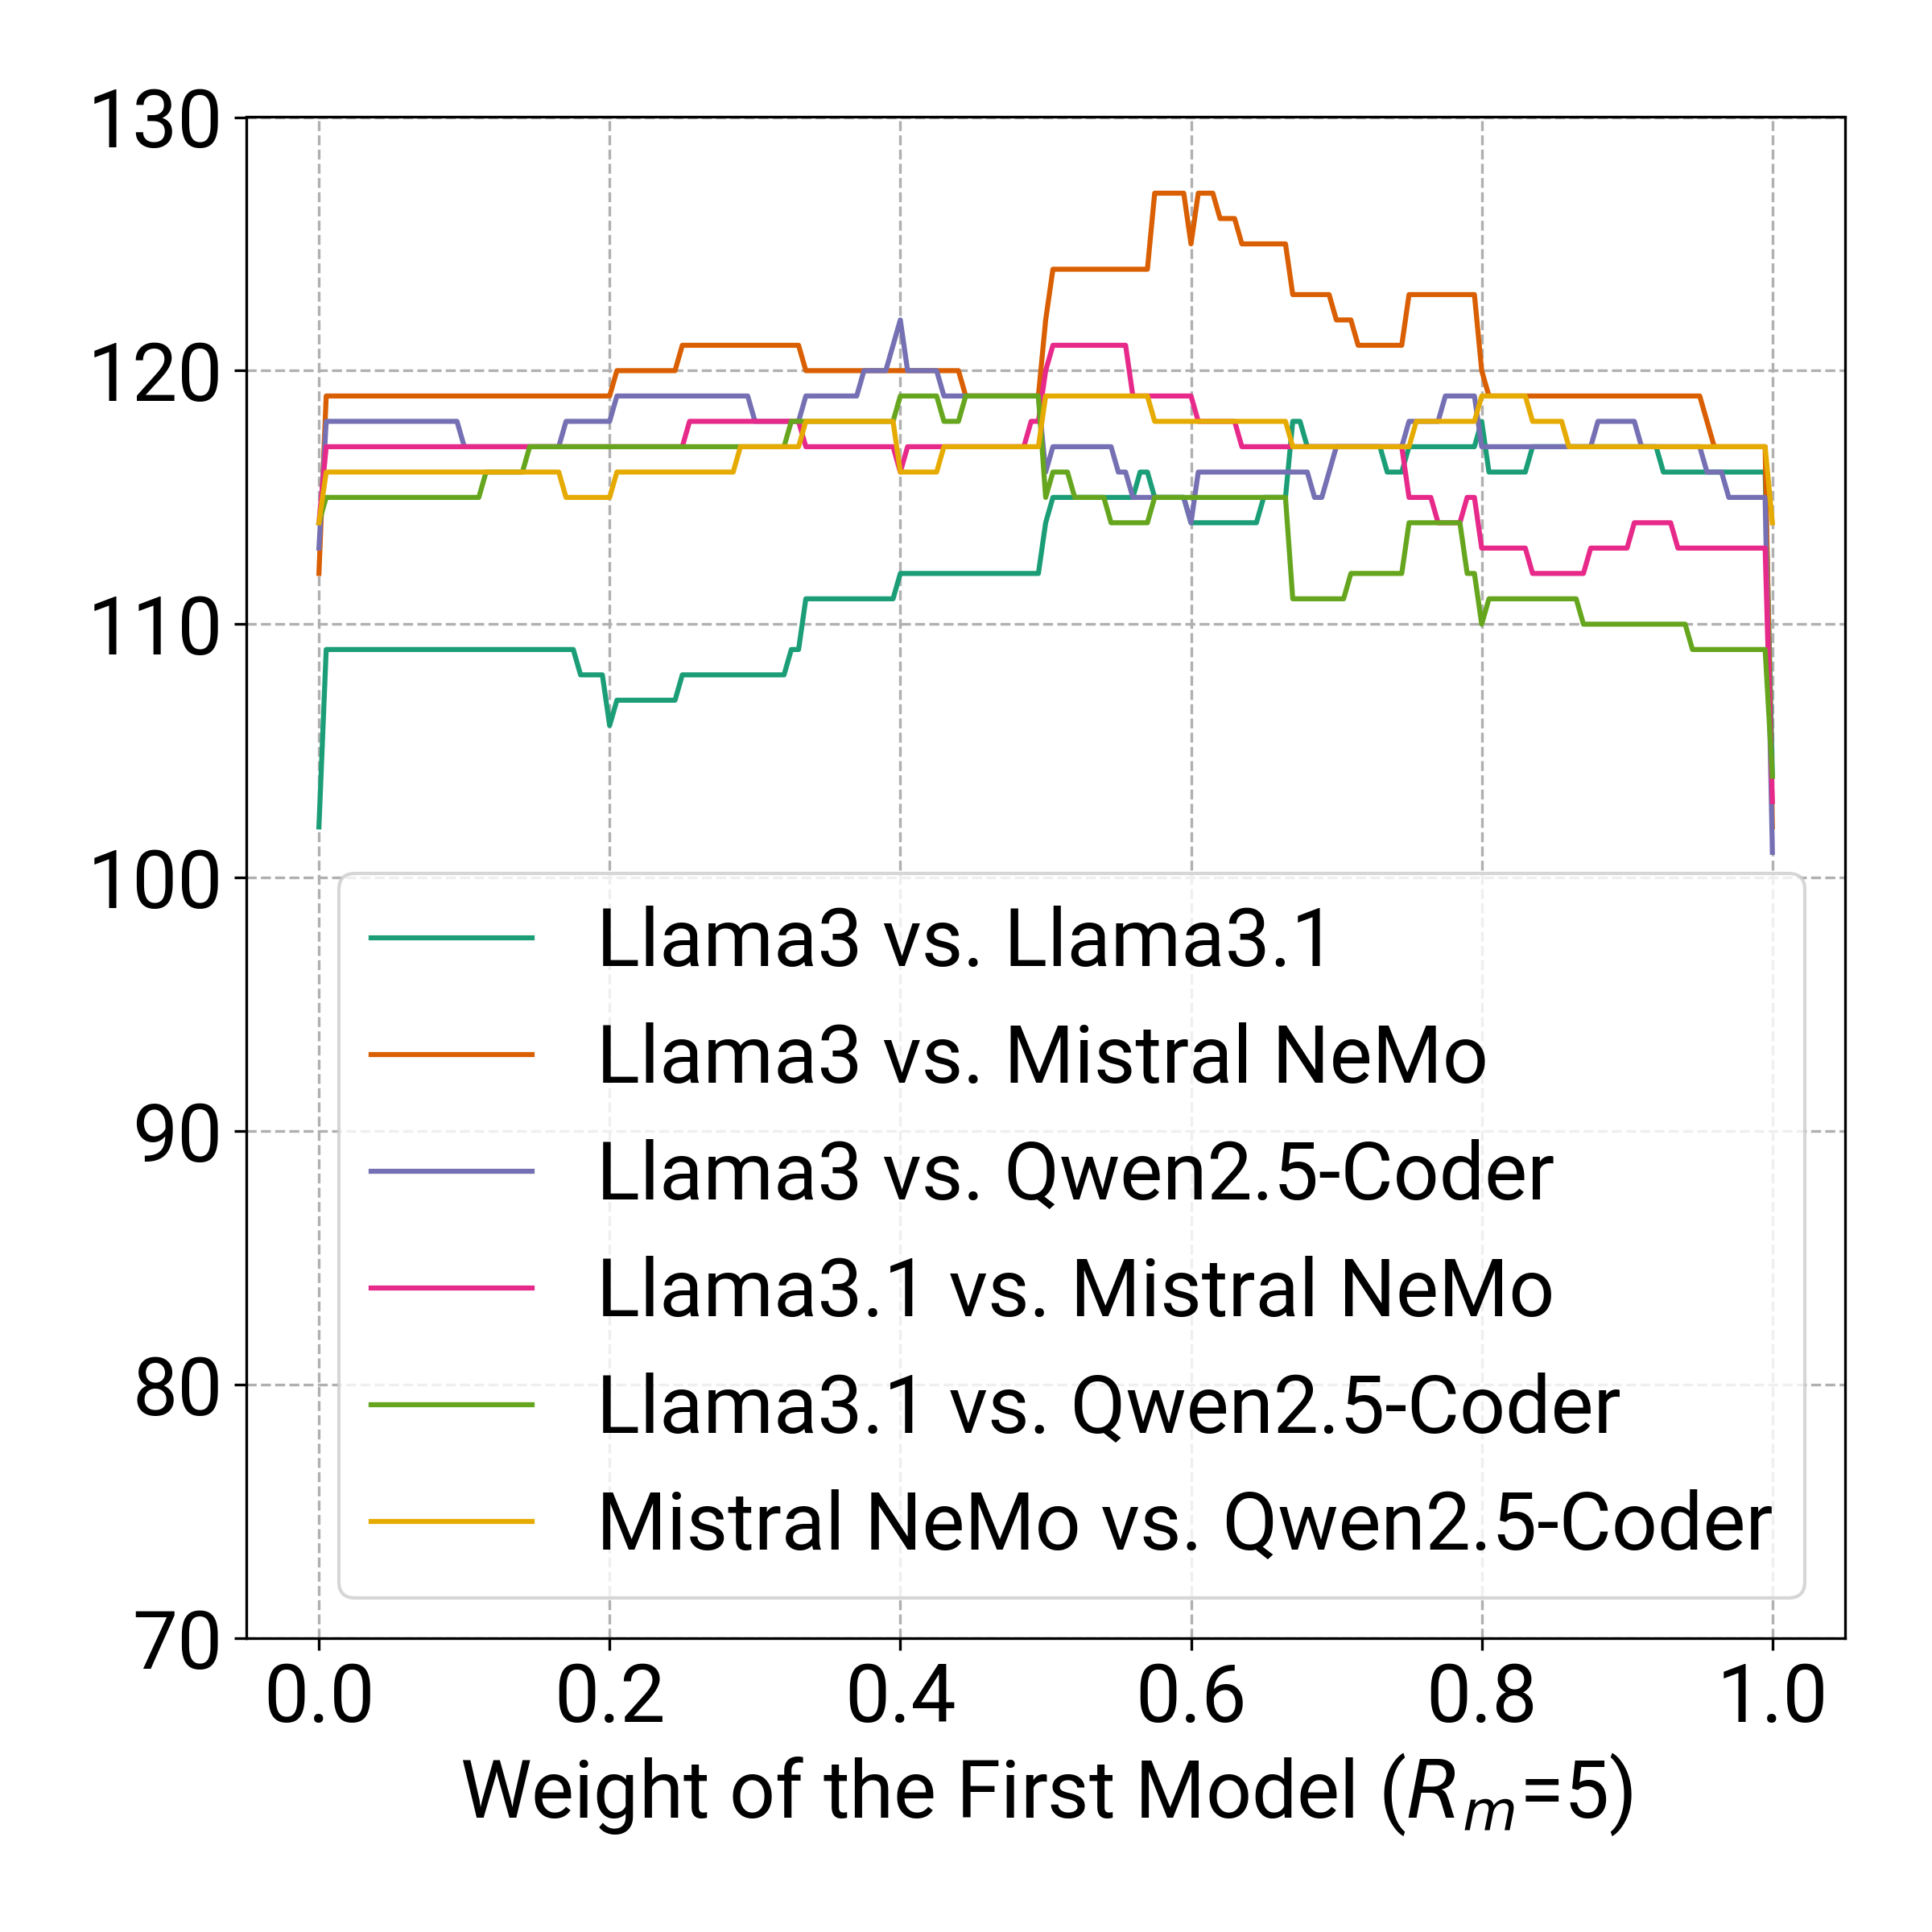 130
120
110
100
90
80
70
Llama3 vs. Llama3.1
Llama3 vs. Mistral NeMo
Llama3 vs. Qwen2.5-Coder
Llama3.1 vs. Mistral NeMo
Llama3.1 vs. Qwen2.5-Coder
Mistral NeMo vs. Qwen2.5-Coder
0.0 0.2 0.4 0.6 0.8 1.0
Weight of the First Model (Rm=5)